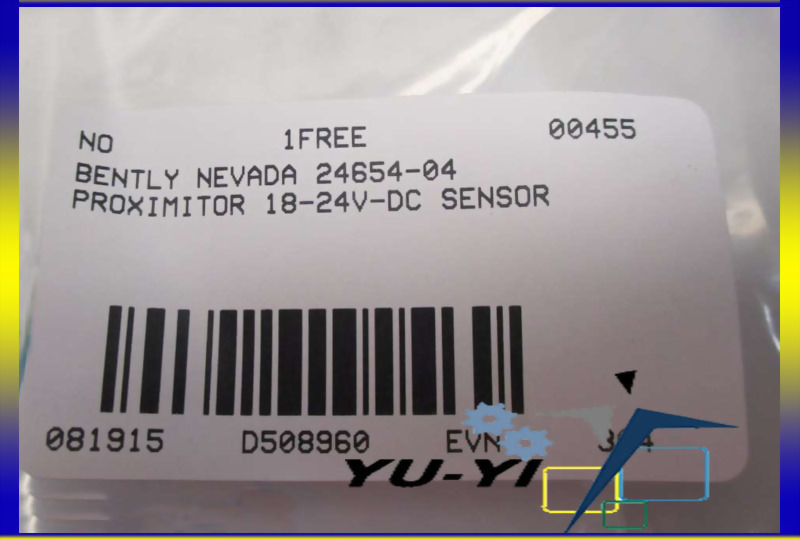 NO 1FREE 00455
BENTLY NEVADA 24654-04
PROXIMITOR 18-24V-DC SENSOR
081915 D508960 EVN
YU-YI